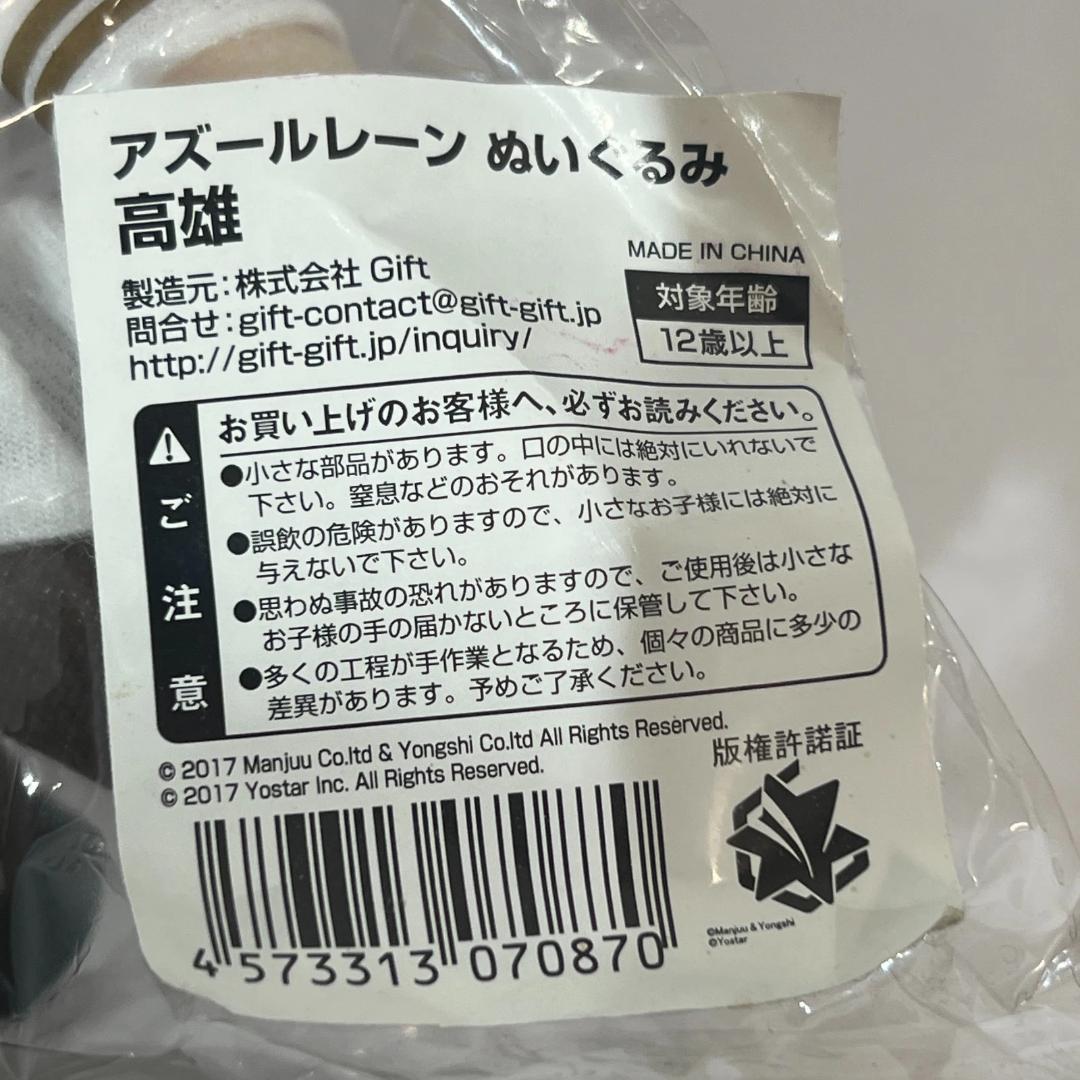 アズールレーン ぬいぐるみ
高雄
製造元：株式会社 Gift
問合せ：gift-contact@gift-gift.jp
http://gift-gift.jp/inquiry/
MADE IN CHINA
対象年齢
12歳以上
ご注意
お買い上げのお客様へ、必ずお読みください。
●小さな部品があります。口の中には絶対にいれないで
下さい。窒息などのおそれがあります。
●誤飲の危険がありますので、小さなお子様には絶対に
与えないで下さい。
●思わぬ事故の恐れがありますので、ご使用後は小さな
お子様の手の届かないところに保管して下さい。
●多くの工程が手作業となるため、個々の商品に多少の
差異があります。予めご了承ください。
© 2017 Manjuu Co.ltd & Yongshi Co.ltd All Rights Reserved.
© 2017 Yostar Inc. All Rights Reserved.
版権許諾証
©Manjuu & Yongshi
©Yostar
4 573313 070870